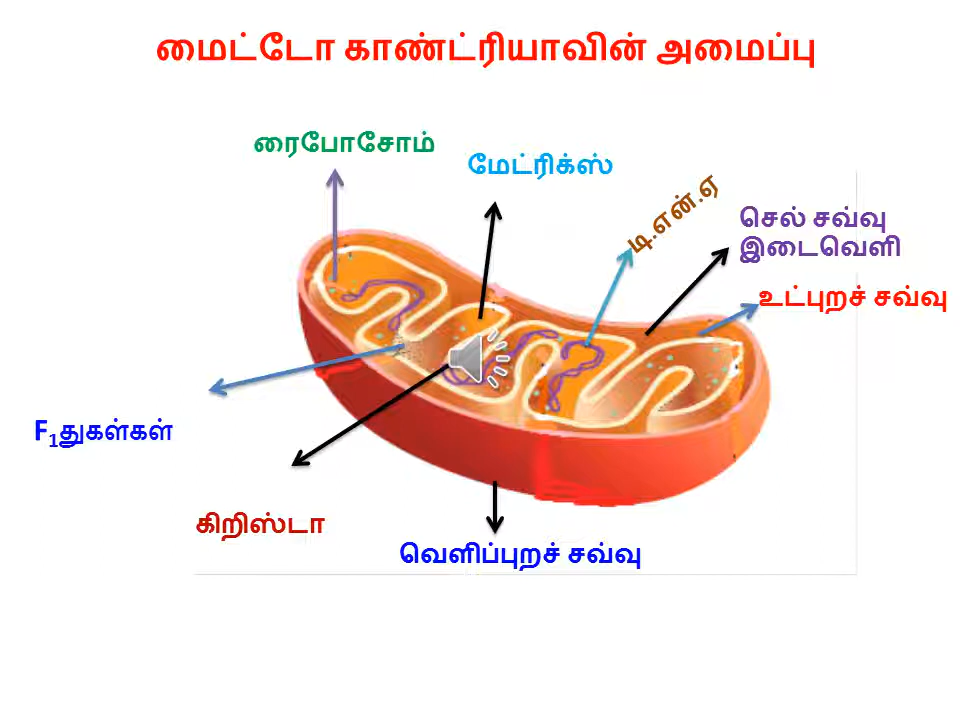 மைட்டோ காண்ட்ரியாவின் அமைப்பு
ரைபோசோம்
மேட்ரிக்ஸ்
டி.என்.ஏ
செல் சவ்வு
இடைவெளி
உட்புறச் சவ்வு
F₁துகள்கள்
கிறிஸ்டா
வெளிப்புறச் சவ்வு